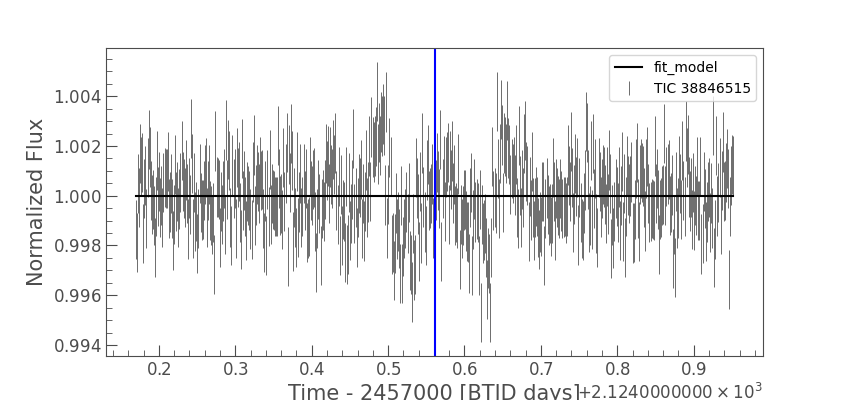 fit_model
TIC 38846515
1.004
1.002
1.000
0.998
0.996
0.994
Normalized Flux
0.2 0.3 0.4 0.5 0.6 0.7 0.8 0.9
Time - 2457000 [BTJD days]
+2.1240000000 × 10³